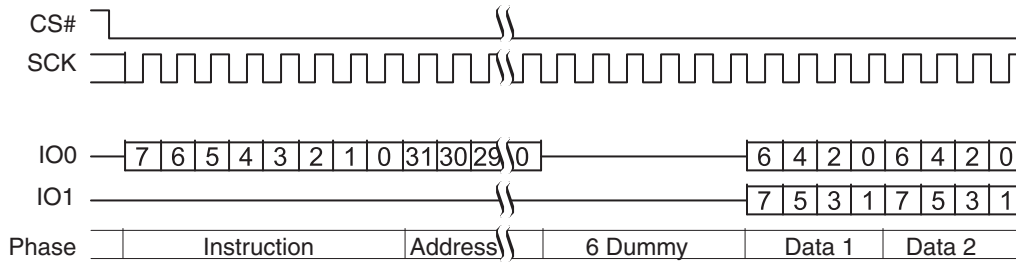 CS#
SCK
IO0 7 6 5 4 3 2 1 0 31 30 29 0 6 4 2 0 6 4 2 0
IO1 7 5 3 1 7 5 3 1
Phase Instruction Address 6 Dummy Data 1 Data 2